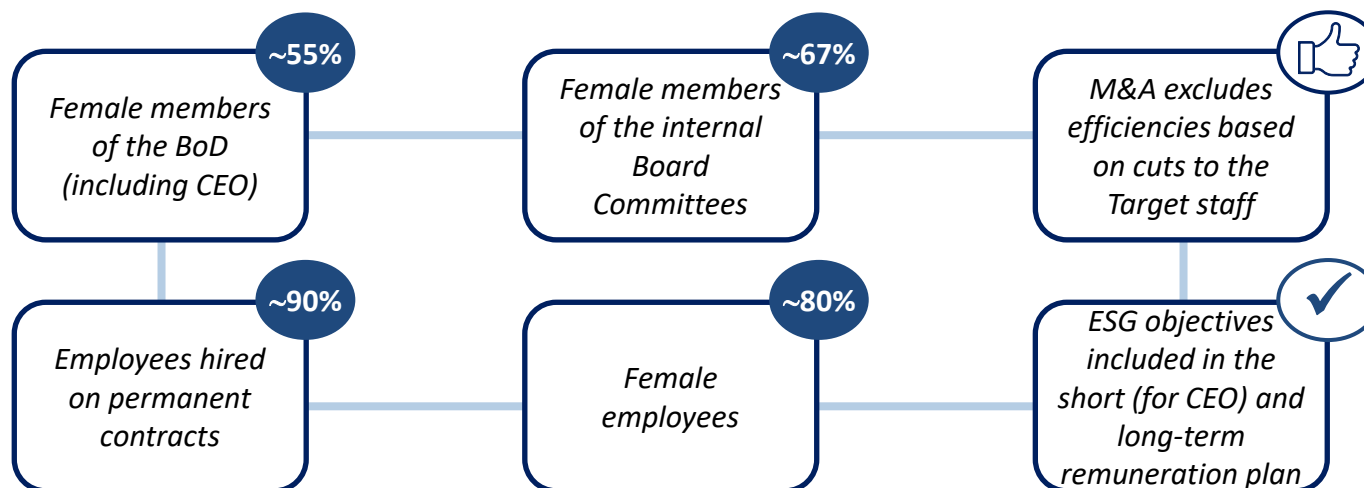 ~55%
Female members
of the BoD
(including CEO)
~67%
Female members
of the internal
Board
Committees
M&A excludes
efficiencies based
on cuts to the
Target staff
~90%
Employees hired
on permanent
contracts
~80%
Female
employees
ESG objectives
included in the
short (for CEO) and
long-term
remuneration plan